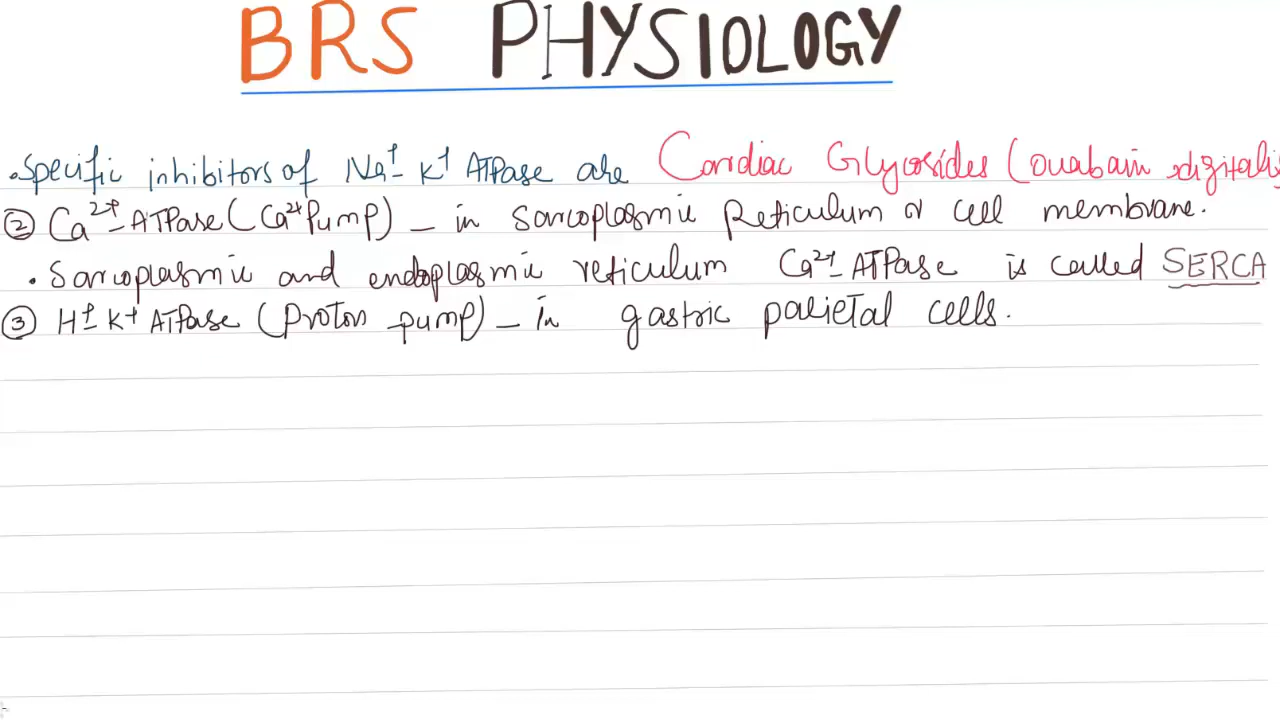 BRS PHYSIOLOGY
.Specific inhibitors of Na⁺- K⁺ ATPase are Cardiac Glycosides (ouabain digitalis
② Ca²⁺-ATPase (Ca²⁺Pump) - in sarcoplasmic Reticulum or cell membrane.
. Sarcoplasmic and endoplasmic reticulum Ca²⁺-ATPase is called SERCA
③ H⁺- K⁺ ATPase (Proton pump) - In gastric parietal cells.